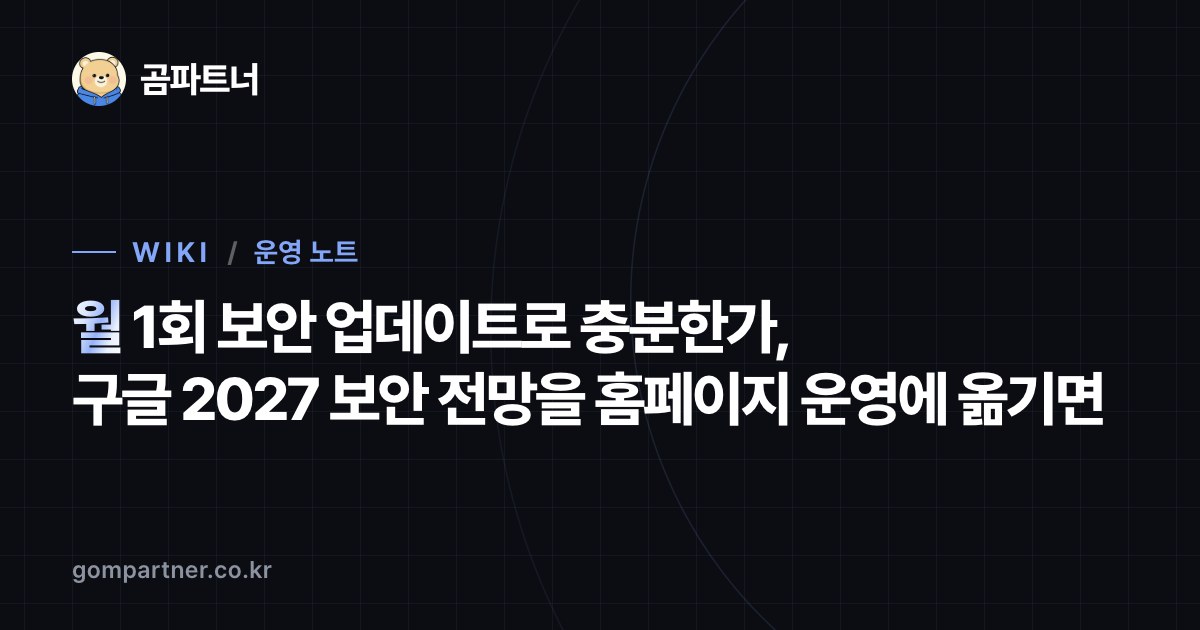 곰파트너
WIKI / 운영 노트
월 1회 보안 업데이트로 충분한가,
구글 2027 보안 전망을 홈페이지 운영에 옮기면
gompartner.co.kr